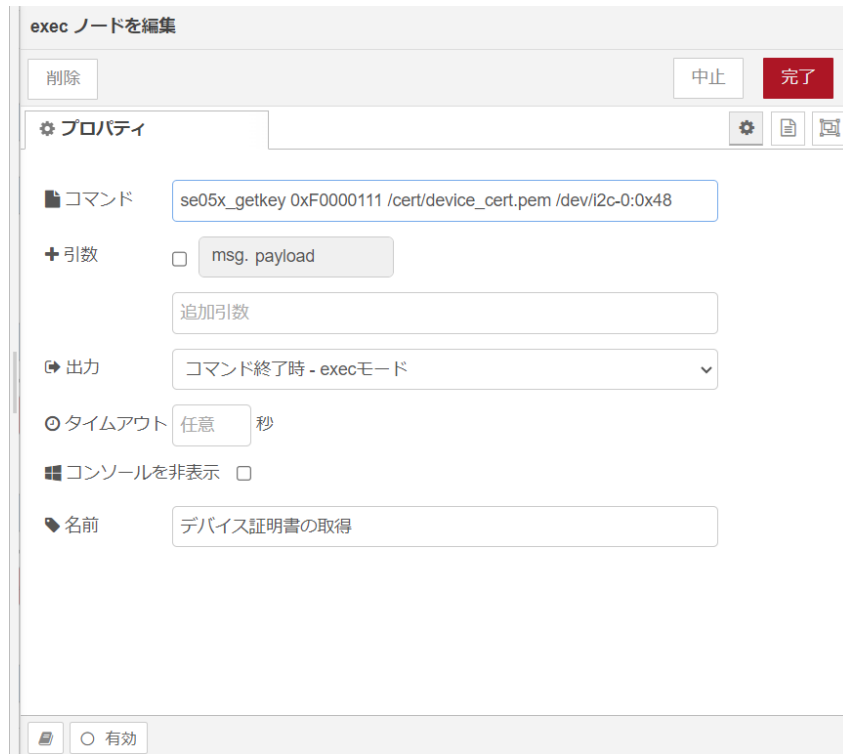 exec ノードを編集
削除 中止 完了
プロパティ
コマンド se05x_getkey 0xF0000111 /cert/device_cert.pem /dev/i2c-0:0x48
引数 msg. payload
追加引数
出力 コマンド終了時 - execモード
タイムアウト 任意 秒
コンソールを非表示
名前 デバイス証明書の取得
有効